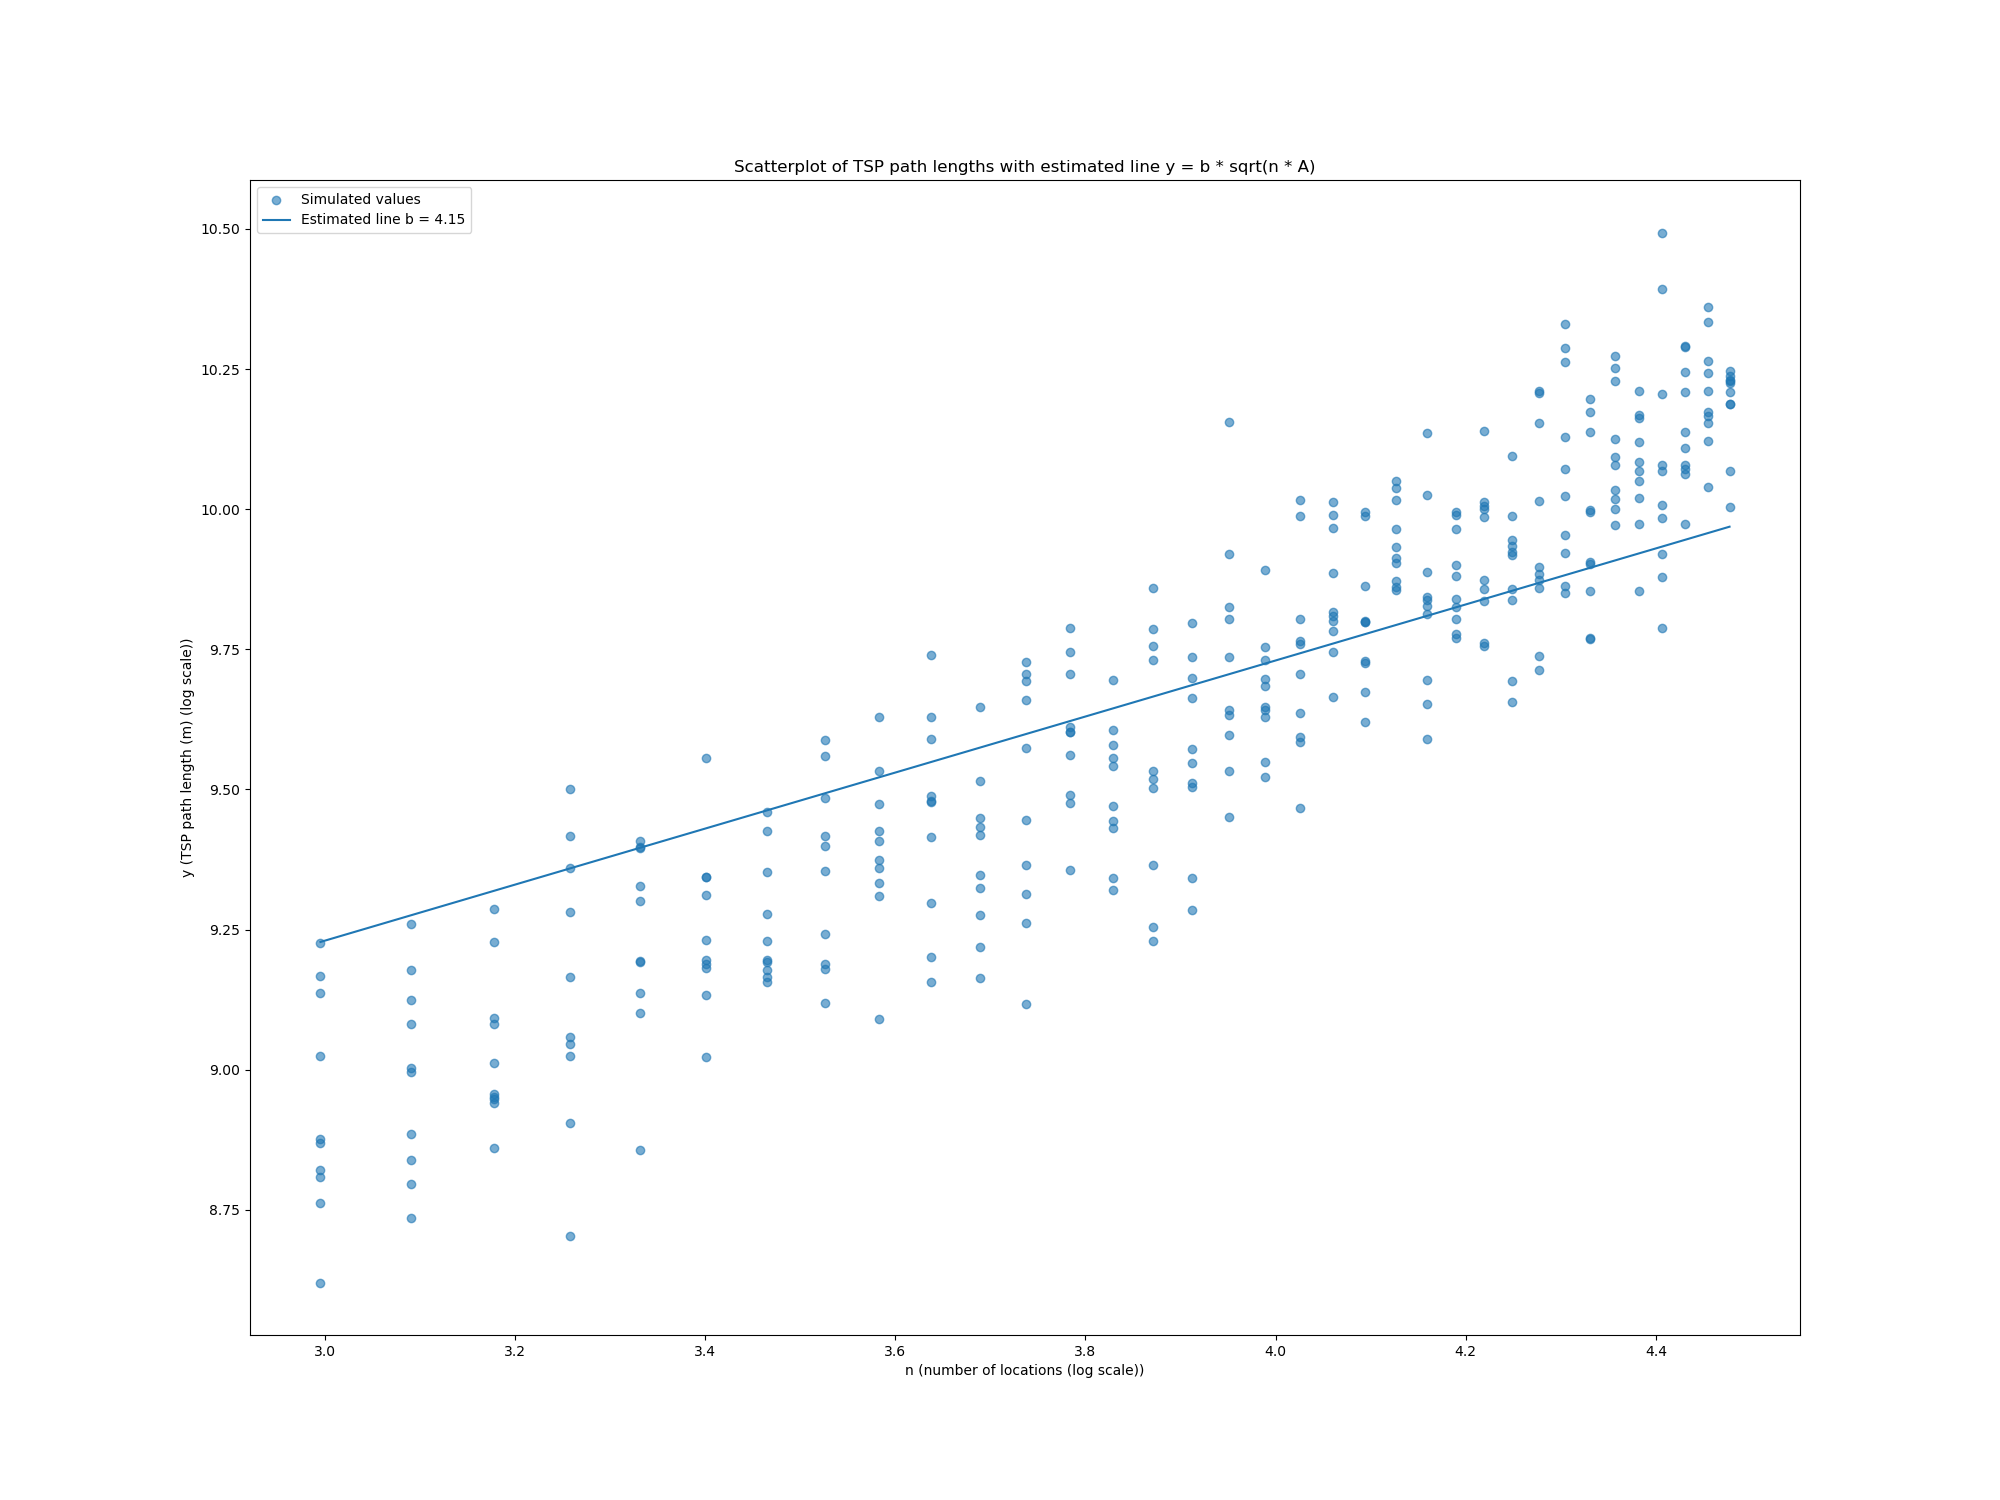 Scatterplot of TSP path lengths with estimated line y = b * sqrt(n * A)
Simulated values
Estimated line b = 4.15
10.50
10.25
10.00
9.75
9.50
9.25
9.00
8.75
y (TSP path length (m) (log scale))
3.0 3.2 3.4 3.6 3.8 4.0 4.2 4.4
n (number of locations (log scale))